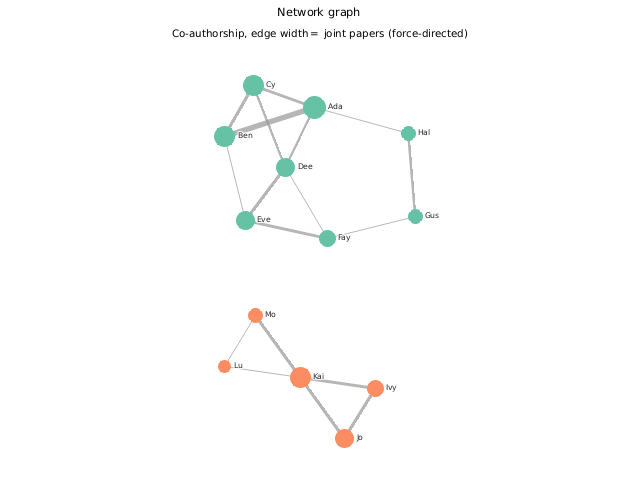 Network graph
Co-authorship, edge width= joint papers (force-directed)
Cy
Ada
Ben
Hal
Dee
Gus
Eve
Fay
Mo
Lu
Kai
Ivy
Jo